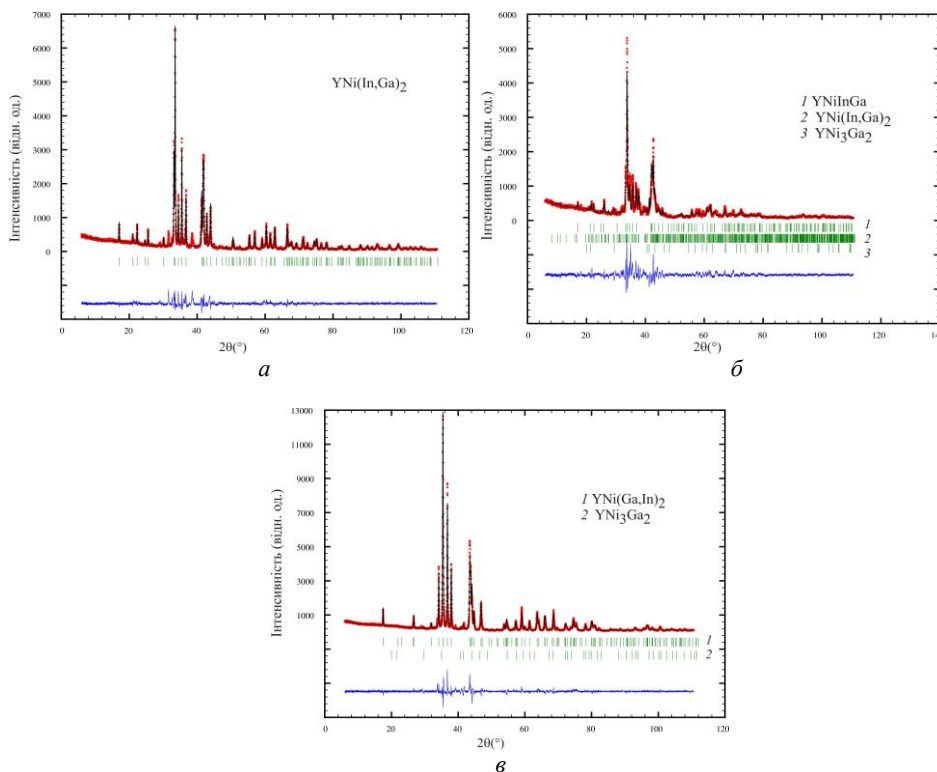 7000
6000
5000
4000
3000
2000
1000
0
Інтенсивність (відн. од.)
YNi(In,Ga)2
0 20 40 60 80 100 120
2θ(°)
а
6000
5000
4000
3000
2000
1000
0
Інтенсивність (відн. од.)
1 YNiInGa
2 YNi(In,Ga)2
3 YNi3Ga2
1
2
3
0 20 40 60 80 100 120 140
2θ(°)
б
13000
11000
9000
7000
5000
3000
1000
Інтенсивність (відн. од.)
1 YNi(Ga,In)2
2 YNi3Ga2
1
2
0 20 40 60 80 100 120
2θ(°)
в